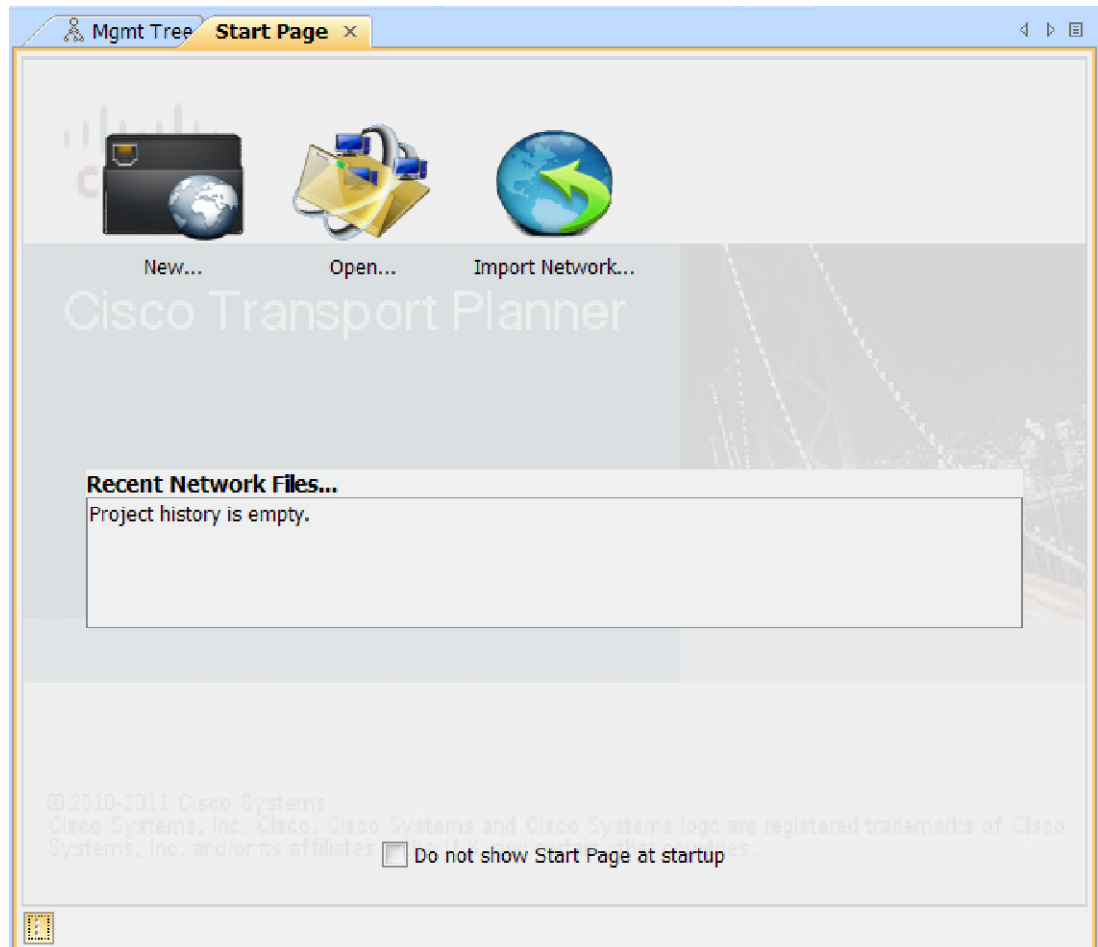 Mgmt Tree
Start Page ×
New...
Open...
Import Network...
Cisco Transport Planner
Recent Network Files...
Project history is empty.
©2010-2011 Cisco Systems
Cisco Systems, Inc. Cisco, Cisco Systems and Cisco Systems logo are registered trademarks of Cisco
Systems, Inc. and/or its affiliates
Do not show Start Page at startup